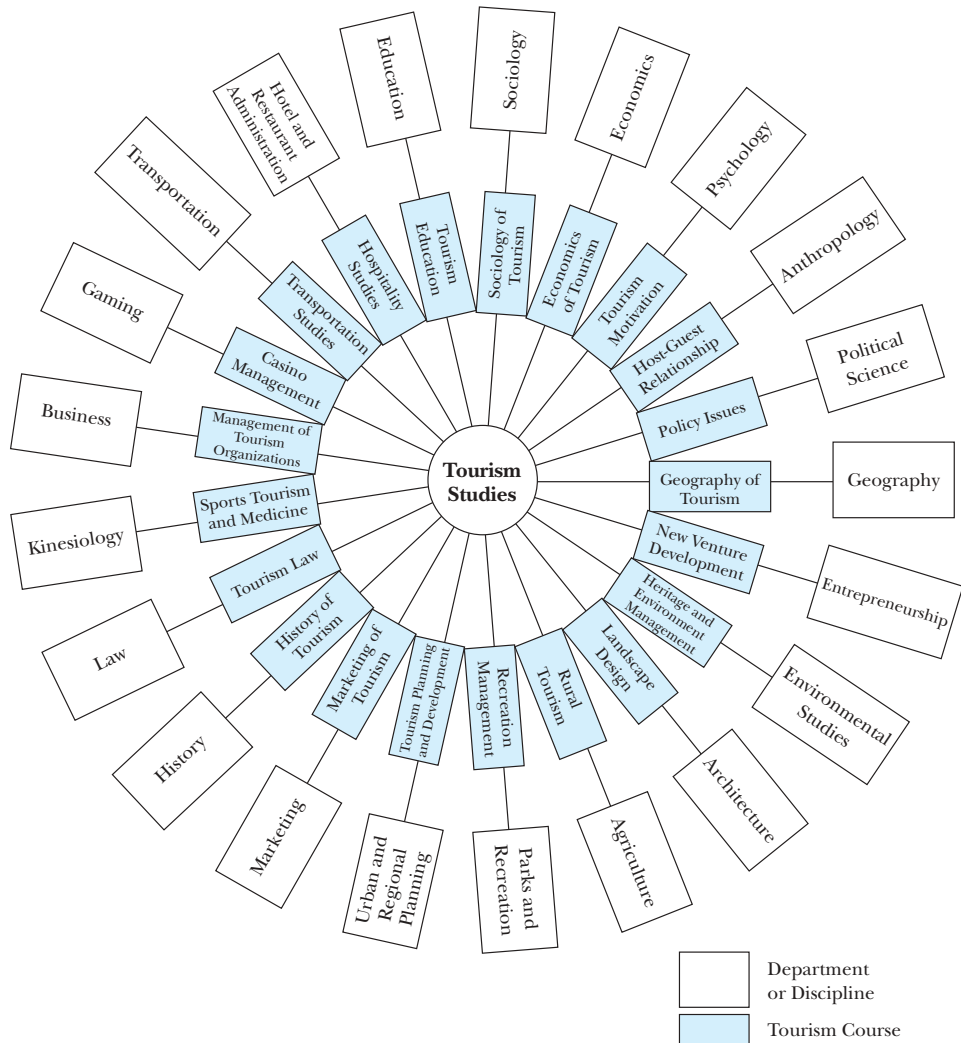 Tourism
Studies
Education
Tourism
Education
Sociology
Sociology of
Tourism
Economics
Economics
of Tourism
Psychology
Tourism
Motivation
Anthropology
Host-Guest
Relationship
Political
Science
Policy Issues
Geography
Geography of
Tourism
Entrepreneurship
New Venture
Development
Environmental
Studies
Heritage and
Environment
Management
Architecture
Landscape
Design
Agriculture
Rural
Tourism
Parks and
Recreation
Recreation
Management
Urban and
Regional
Planning
Tourism Planning
and Development
Marketing
Marketing of
Tourism
History
History of
Tourism
Law
Tourism Law
Kinesiology
Sports Tourism
and Medicine
Business
Management of
Tourism
Organizations
Gaming
Casino
Management
Transportation
Transportation
Studies
Hotel and
Restaurant
Administration
Hospitality
Studies
Department
or Discipline
Tourism Course